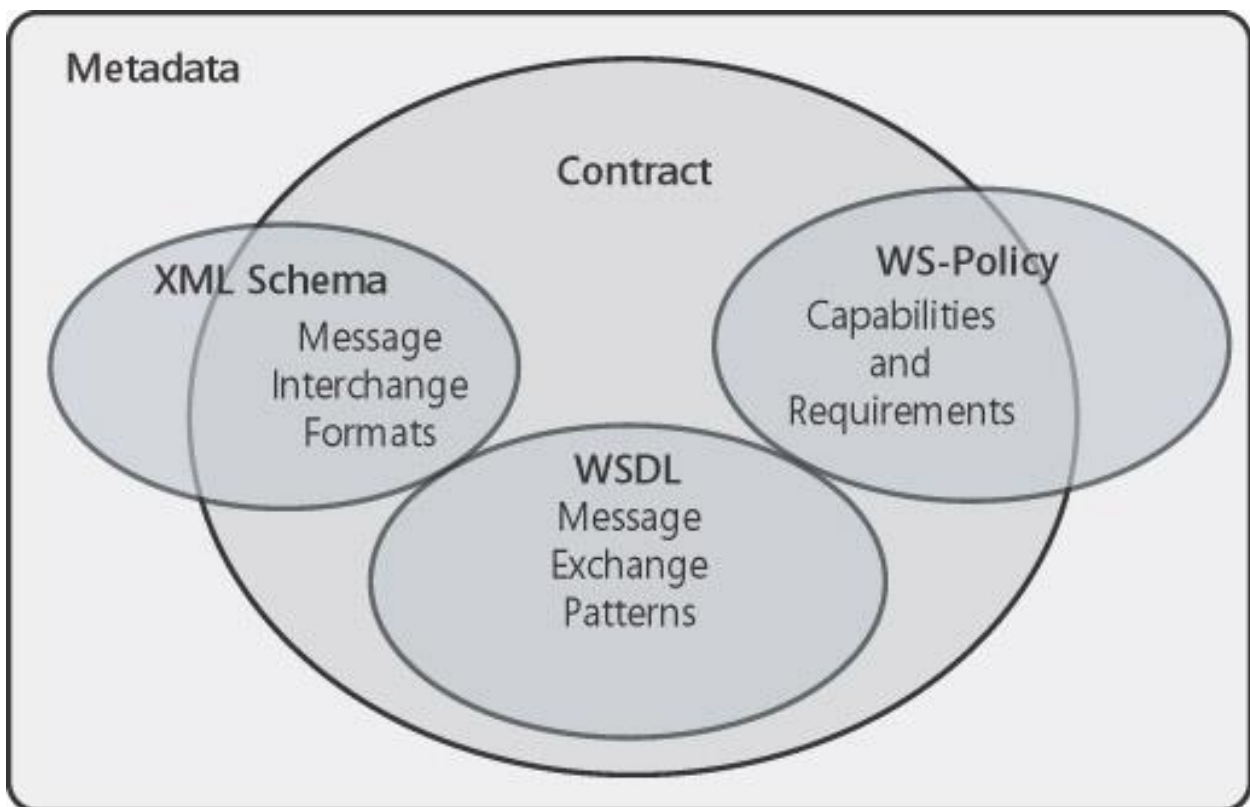 Metadata
Contract
XML Schema
Message
Interchange
Formats
WS-Policy
Capabilities
and
Requirements
WSDL
Message
Exchange
Patterns